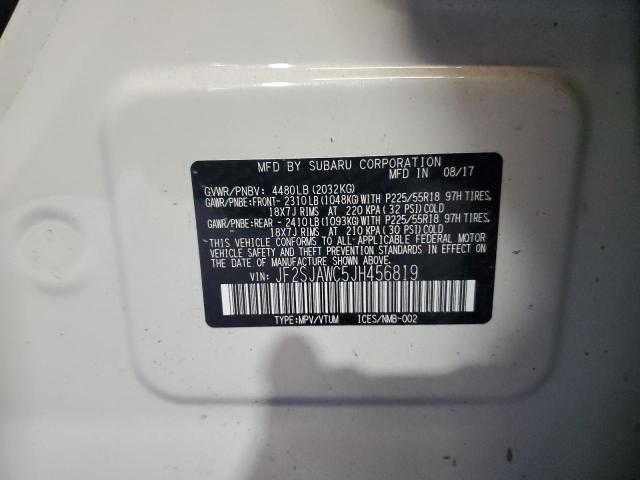 MFD BY SUBARU CORPORATION
MFD IN 08/17
GVWR/PNBV: 4480LB(2032KG)
GAWR/PNBE:FRONT- 2310LB(1048KG)WITH P225/55R18 97H TIRES,
18X7J RIMS AT 220 KPA(32 PSI)COLD
GAWR/PNBE:REAR - 2410LB(1093KG)WITH P225/55R18 97H TIRES,
18X7J RIMS AT 210 KPA(30 PSI)COLD
THIS VEHICLE CONFORMS TO ALL-APPLICABLE FEDERAL MOTOR
VEHICLE SAFETY AND THEFT PREVENTION STANDARDS IN EFFECT ON
THE DATE OF MANUFACTURE SHOWN ABOVE.
VIN: JF2SJAWC5JH456819
TYPE:MPV/VTUM ICES/NMB-002